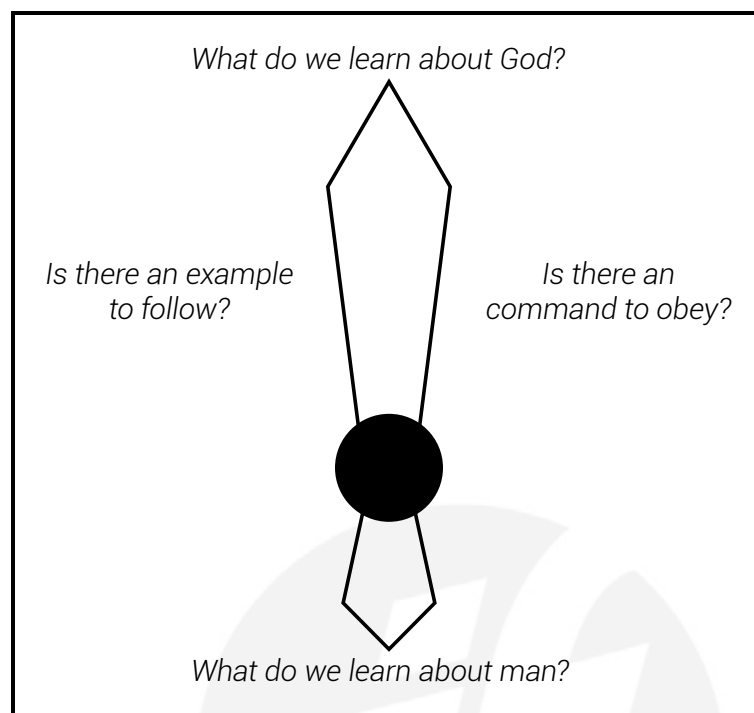 What do we learn about God?
Is there an example
to follow?
Is there an
command to obey?
What do we learn about man?